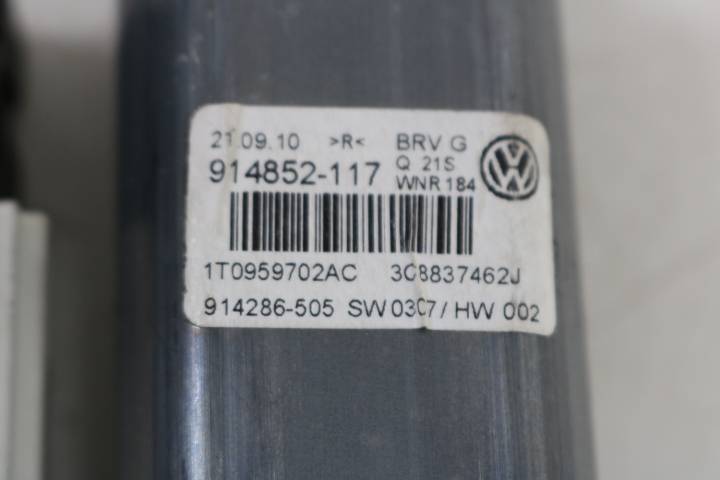 21.09.10 >R< BRV G
914852-117 Q 21S
WNR 184
1T0959702AC 3C8837462J
914286-505 SW 0307 / HW 002